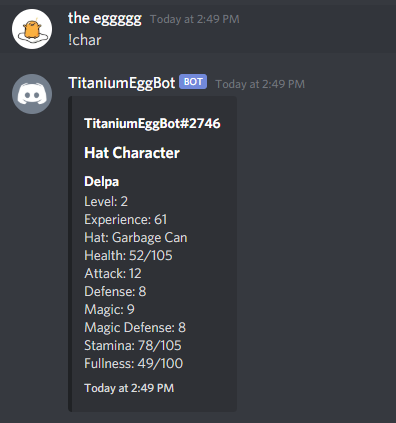 the eggggg Today at 2:49 PM
!char
TitaniumEggBot BOT Today at 2:49 PM
TitaniumEggBot#2746
Hat Character
Delpa
Level: 2
Experience: 61
Hat: Garbage Can
Health: 52/105
Attack: 12
Defense: 8
Magic: 9
Magic Defense: 8
Stamina: 78/105
Fullness: 49/100
Today at 2:49 PM